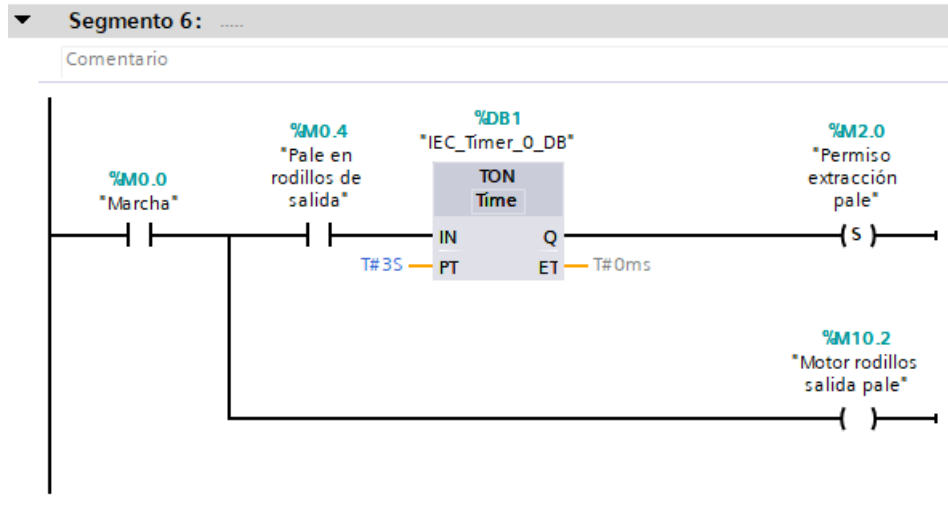 Segmento 6: .....
Comentario
%M0.0
"Marcha"
%M0.4
"Pale en
rodillos de
salida"
%DB1
"IEC_Timer_0_DB"
TON
Time
IN
Q
T#3S
PT
ET
T#0ms
%M2.0
"Permiso
extracción
pale"
S
%M10.2
"Motor rodillos
salida pale"